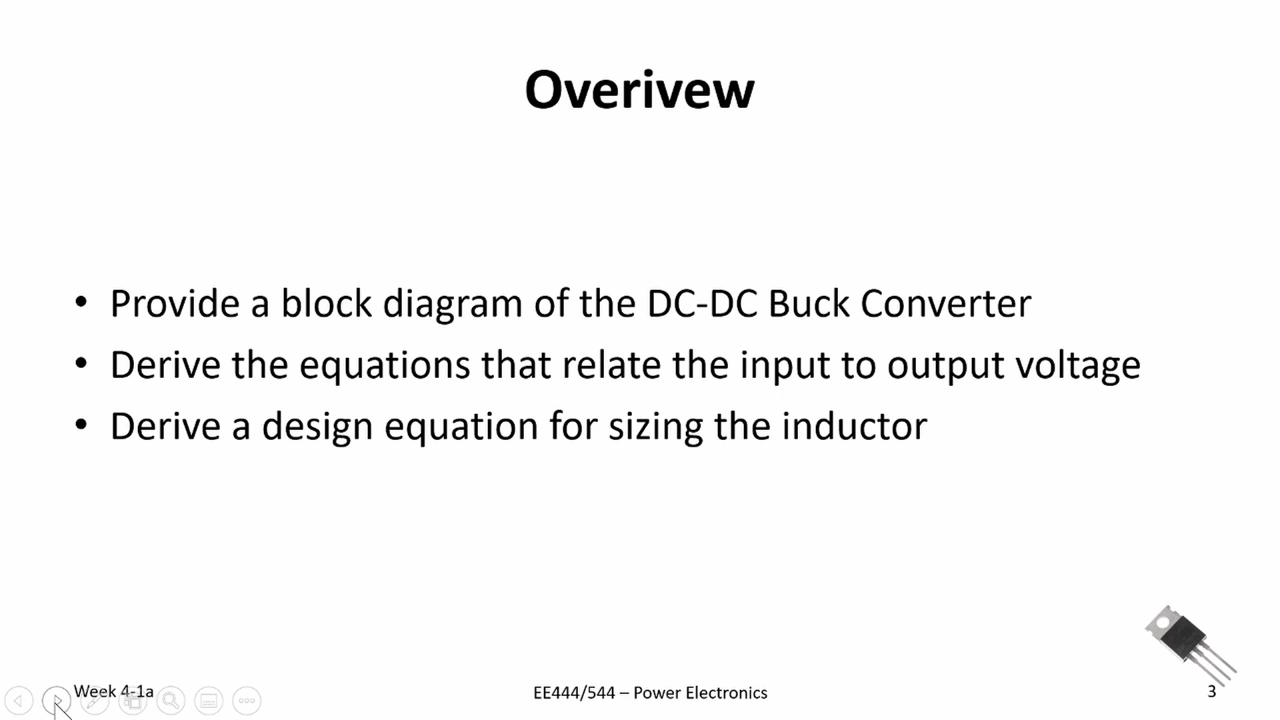 Overivew
• Provide a block diagram of the DC-DC Buck Converter
• Derive the equations that relate the input to output voltage
• Derive a design equation for sizing the inductor
Week 4-1a
EE444/544 – Power Electronics
3